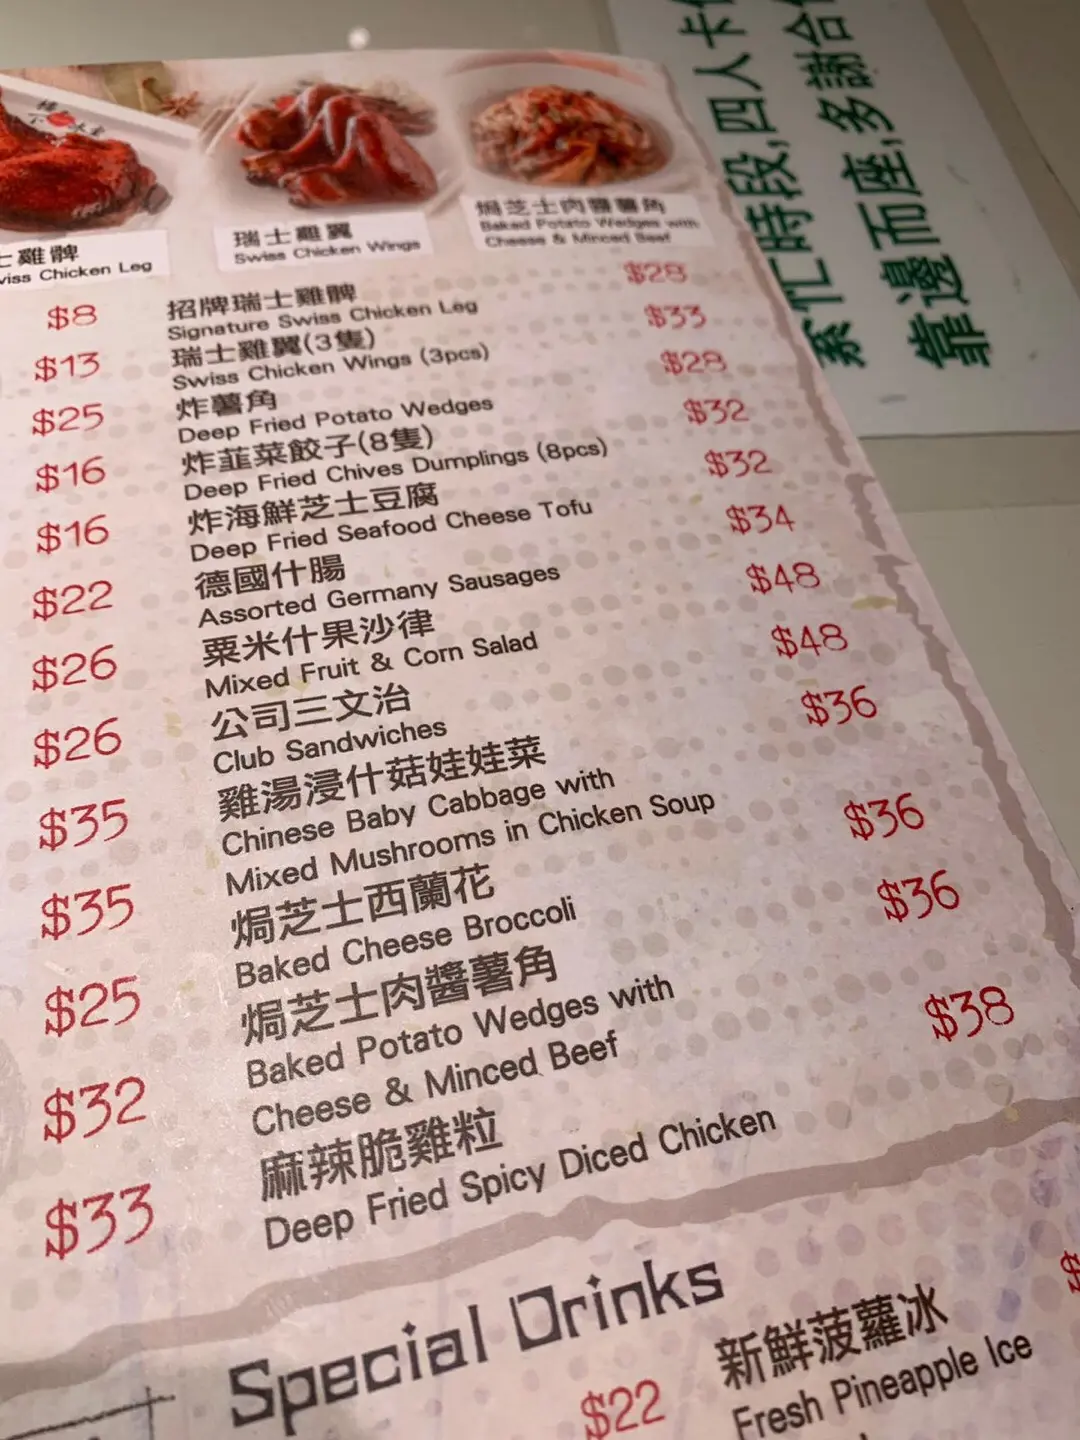 士雞髀
Swiss Chicken Leg
瑞士雞翼
Swiss Chicken Wings
焗芝士肉醬薯角
Baked Potato Wedges with
Cheese & Minced Beef
$8
$13
$25
$16
$16
$22
$26
$26
$35
$35
$25
$32
$33
招牌瑞士雞髀
Signature Swiss Chicken Leg
$28
瑞士雞翼(3隻)
Swiss Chicken Wings (3pcs)
$33
炸薯角
Deep Fried Potato Wedges
$28
炸韮菜餃子(8隻)
Deep Fried Chives Dumplings (8pcs)
$32
炸海鮮芝士豆腐
Deep Fried Seafood Cheese Tofu
$32
德國什腸
Assorted Germany Sausages
$34
粟米什果沙律
Mixed Fruit & Corn Salad
$48
公司三文治
Club Sandwiches
$48
雞湯浸什菇娃娃菜
Chinese Baby Cabbage with
Mixed Mushrooms in Chicken Soup
$36
焗芝士西蘭花
Baked Cheese Broccoli
$36
焗芝士肉醬薯角
Baked Potato Wedges with
Cheese & Minced Beef
$36
麻辣脆雞粒
Deep Fried Spicy Diced Chicken
$38
Special Drinks
$22
新鮮菠蘿冰
Fresh Pineapple Ice
$
繁忙時段,四人卡
靠邊而座,多謝合